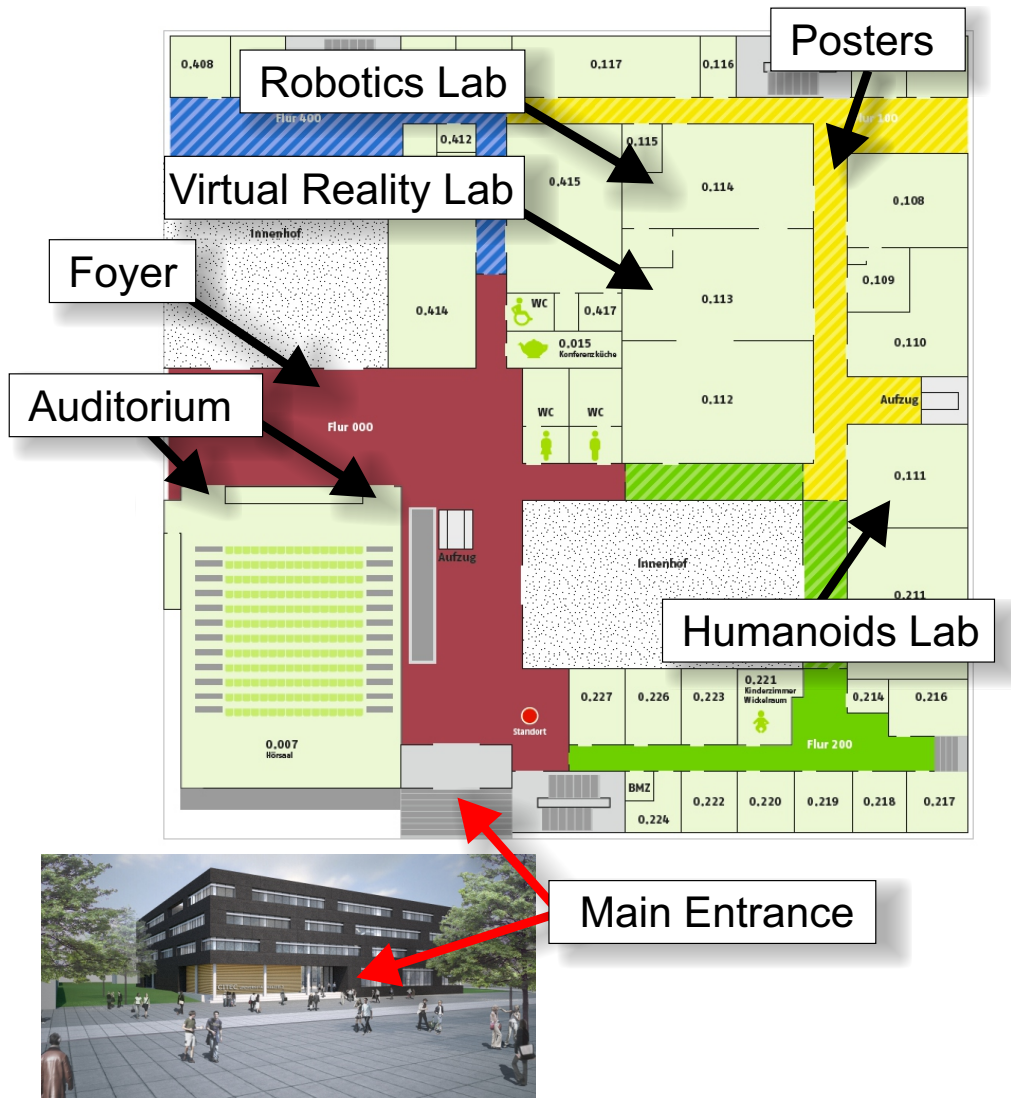 Posters
0.408
0.117
0.116
Robotics Lab
Flur 400
Flur 100
0.412
0.115
0.415
0.114
Virtual Reality Lab
0.108
Innenhof
Foyer
0.109
0.414
WC
0.417
0.113
0.015
Konferenzküche
0.110
Auditorium
WC
WC
0.112
Aufzug
Flur 000
0.111
Aufzug
Innenhof
0.211
Humanoids Lab
0.227
0.226
0.223
0.221
Kinderzimmer
Wickelraum
0.214
0.216
Standort
0.007
Hörsaal
Flur 200
BMZ
0.224
0.222
0.220
0.219
0.218
0.217
Main Entrance